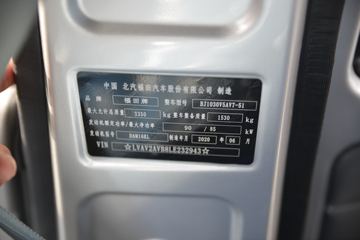 中国 北汽福田汽车股份有限公司 制造
品牌 福田牌 整车型号 BJ1030V5AV7-51
最大允许总质量 2310 kg 整车整备质量 1530 kg
发动机额定功率/最大净功率 90 / 85 kW
发动机型号 DAM16KL 制造年月 2020 年 06 月
VIN ☆LVAV2AVB8LE232943☆